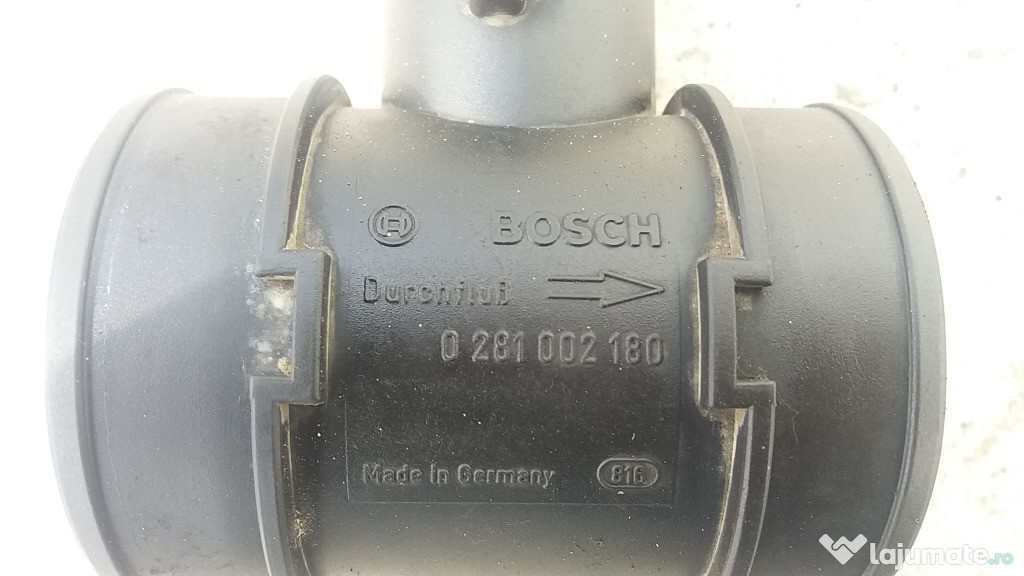 BOSCH
Durchfluß
0 281 002 180
Made In Germany 816
lajumate.ro